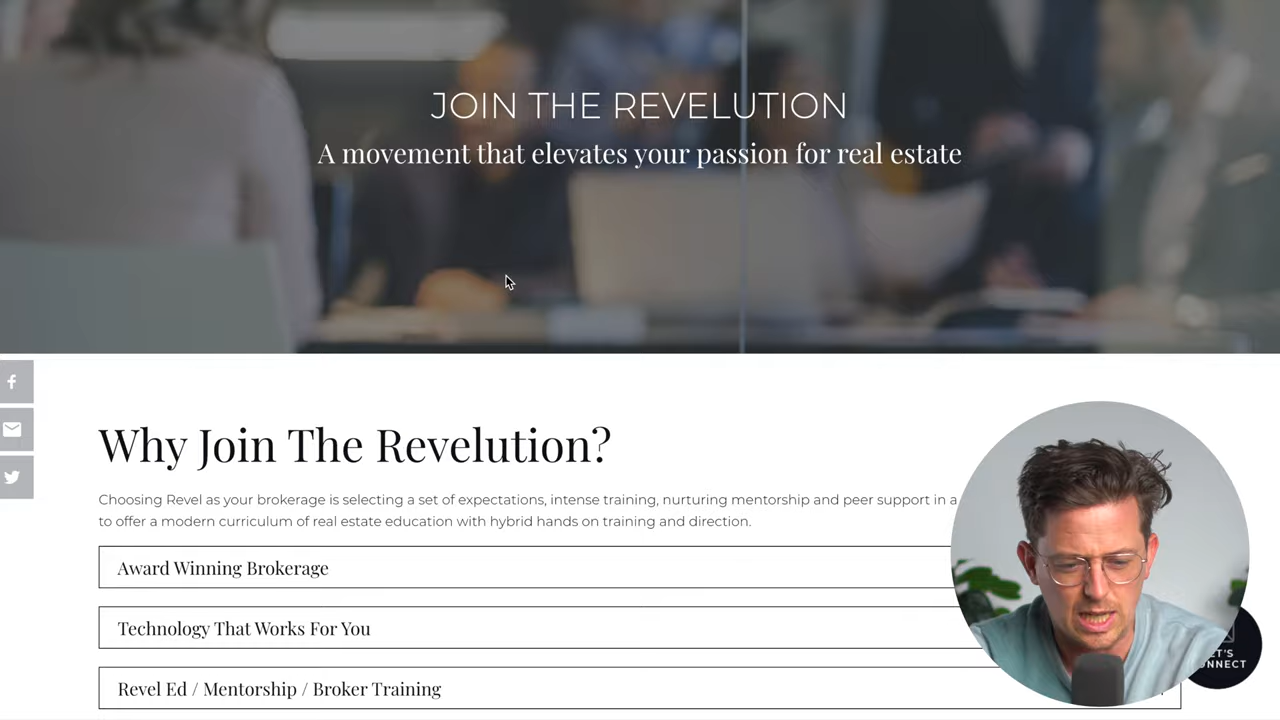 JOIN THE REVELUTION
A movement that elevates your passion for real estate
Why Join The Revelution?
Choosing Revel as your brokerage is selecting a set of expectations, intense training, nurturing mentorship and peer support in a
to offer a modern curriculum of real estate education with hybrid hands on training and direction.
Award Winning Brokerage
Technology That Works For You
Revel Ed / Mentorship / Broker Training